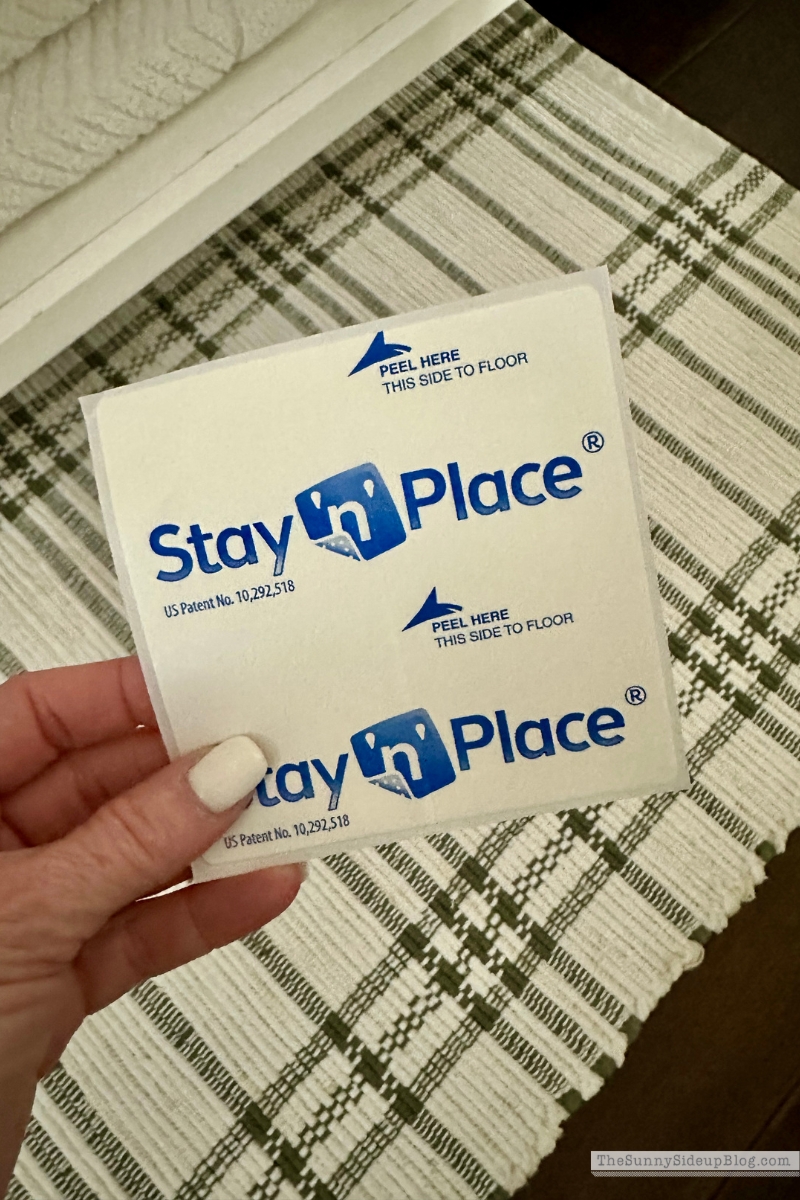 PEEL HERE
THIS SIDE TO FLOOR
Stay 'n' Place®
US Patent No. 10,292,518
PEEL HERE
THIS SIDE TO FLOOR
tay 'n' Place®
US Patent No. 10,292,518
TheSunnySideupBlog.com